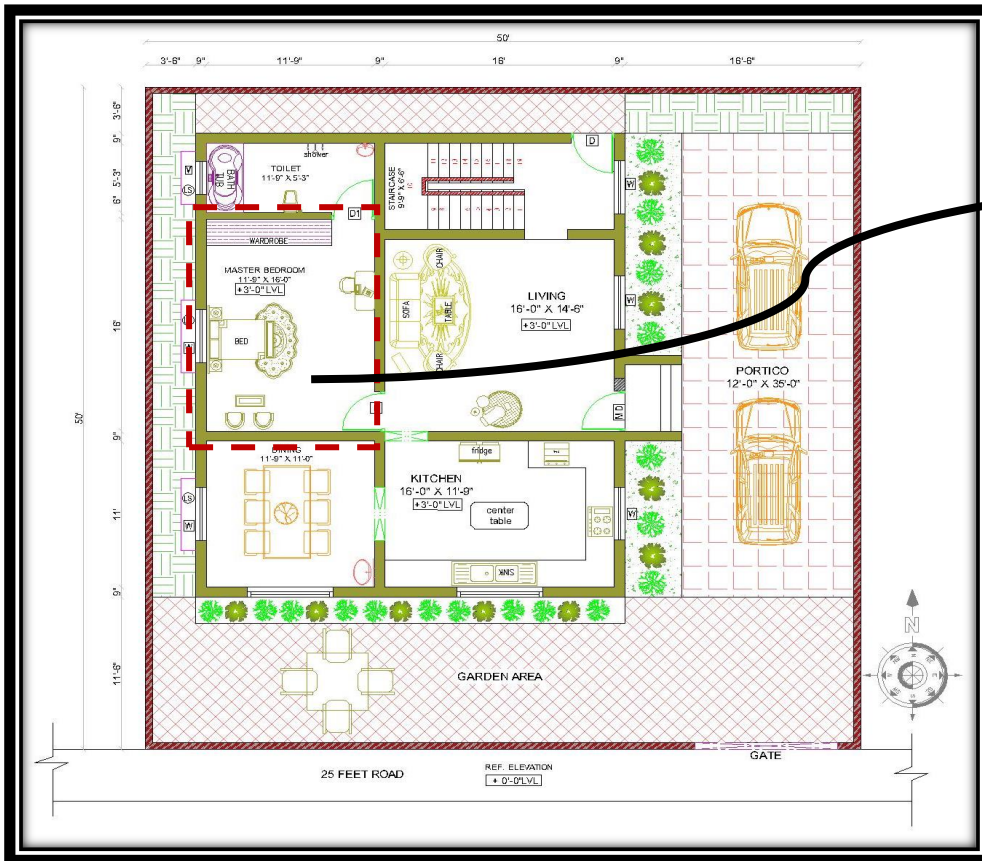 50'
3'-6" 9" 11'-9" 9" 16' 9" 16'-6"
50'
3'-6"
9"
5'-3"
6"
16'
9"
11'
9"
11'-6"
TOILET
11'-9" X 5'-3"
shower
BATH
TUB
W
LS
D1
WARDROBE
STAIRCASE
9'-9" X 6'-6"
D
W
MASTER BEDROOM
11'-9" X 16'-0"
+3'-0" LVL
BED
SOFA
TABLE
CHAIR
CHAIR
LIVING
16'-0" X 14'-6"
+3'-0" LVL
W
M D
PORTICO
12'-0" X 35'-0"
DINING
11'-9" X 11'-0"
LS
W
KITCHEN
16'-0" X 11'-9"
+3'-0" LVL
fridge
center
table
SINK
W
GARDEN AREA
N
GATE
25 FEET ROAD
REF. ELEVATION
+ 0'-0"LVL